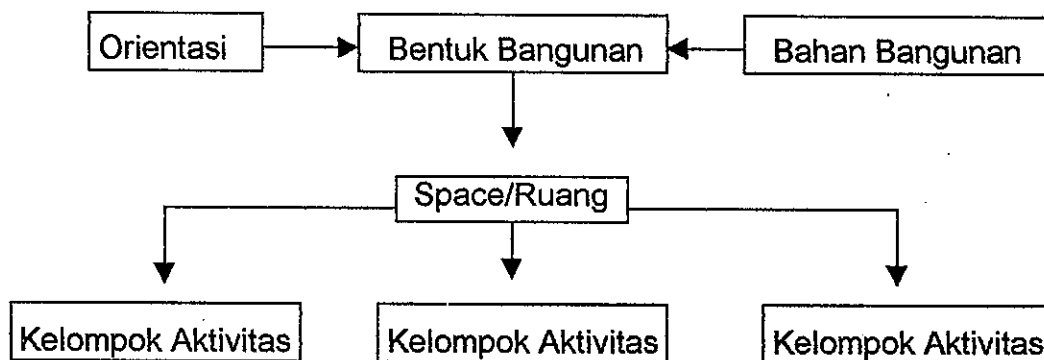 Orientasi
Bentuk Bangunan
Bahan Bangunan
Space/Ruang
Kelompok Aktivitas
Kelompok Aktivitas
Kelompok Aktivitas